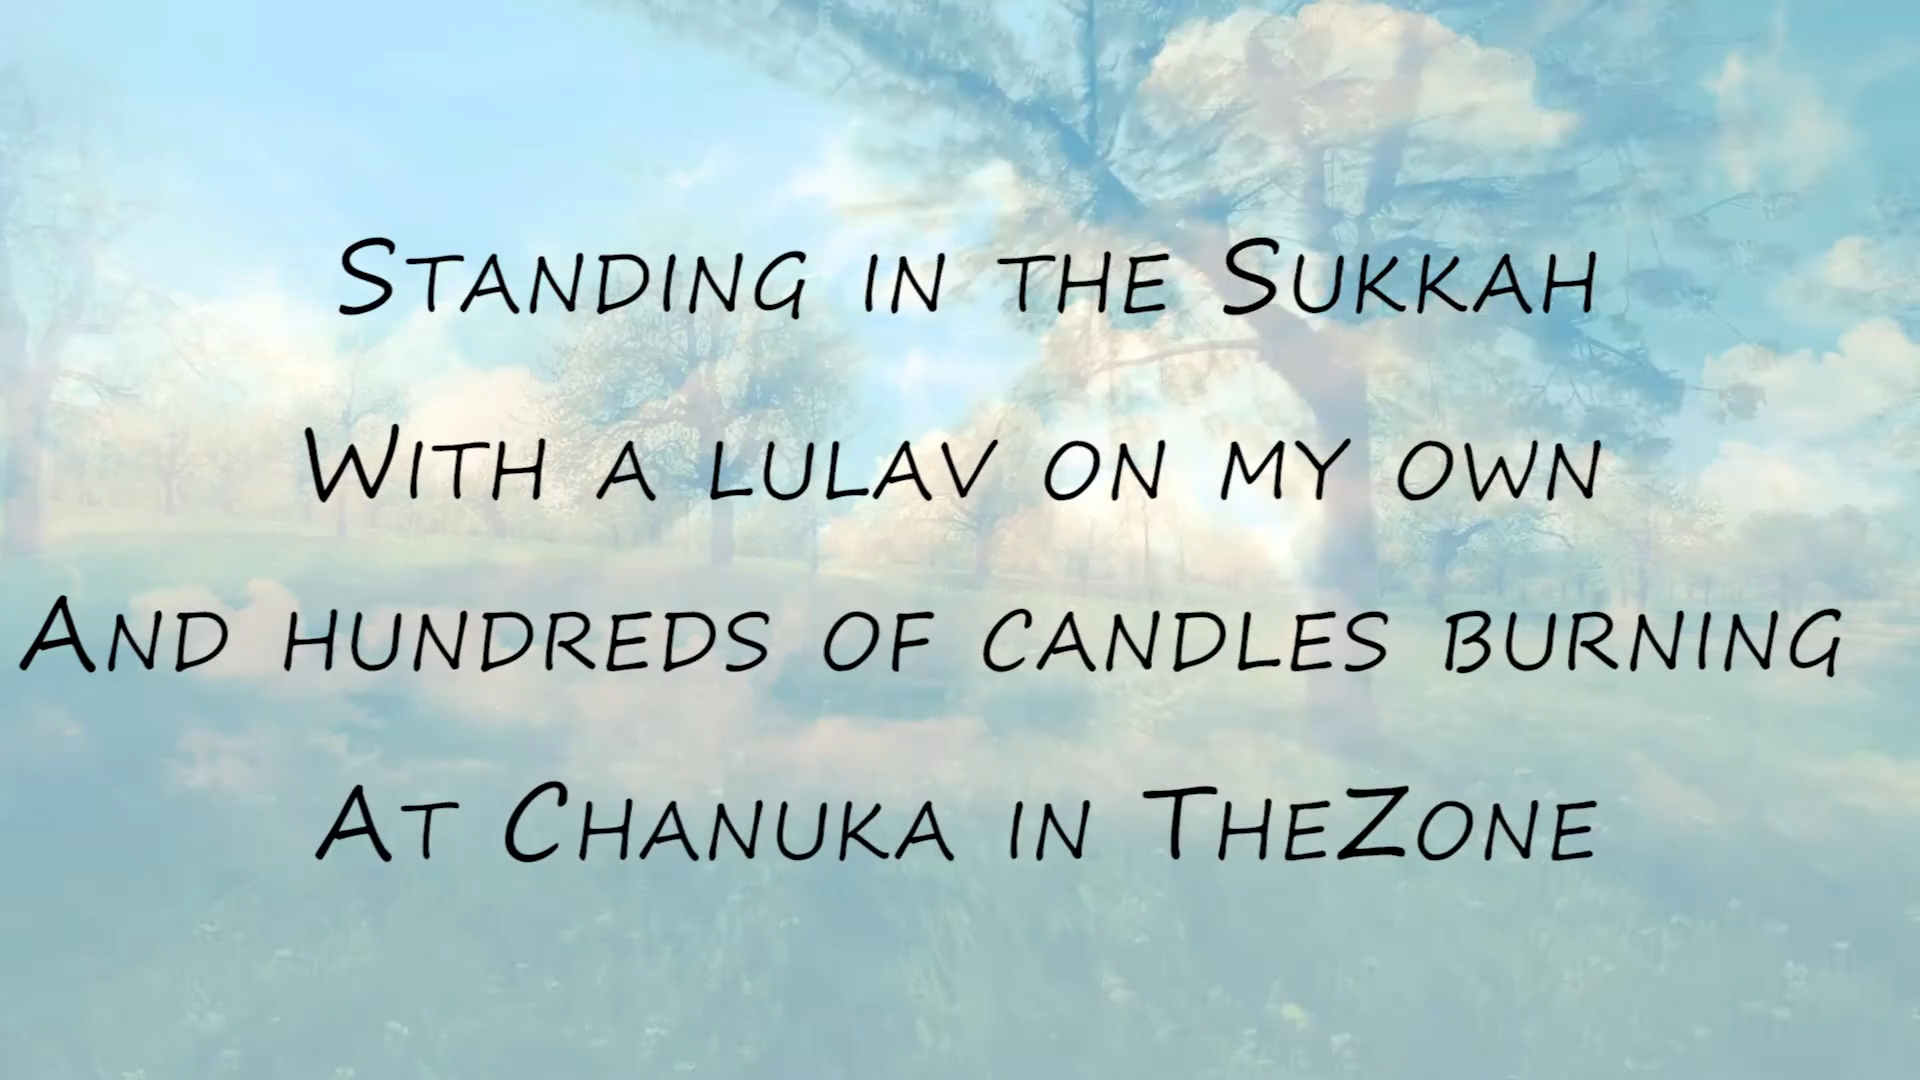 Standing in the Sukkah
With a lulav on my own
And hundreds of candles burning
At Chanuka in TheZone